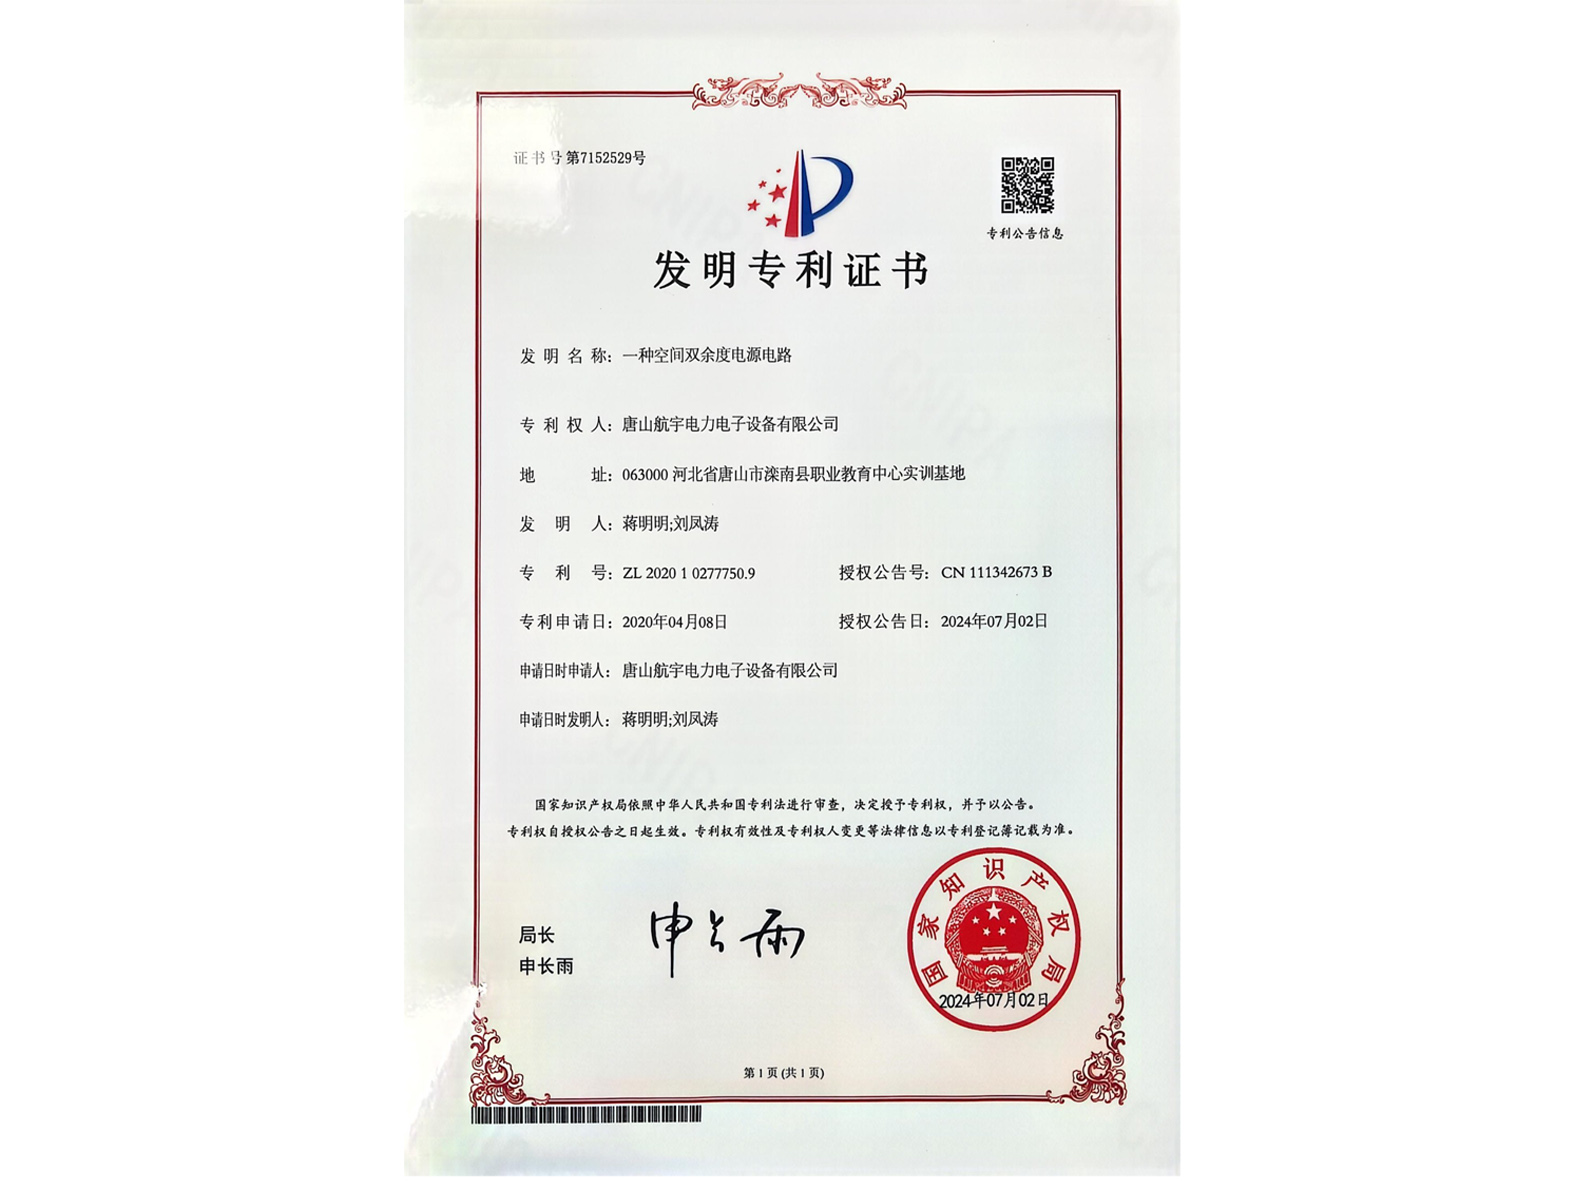 证书号第7152529号
专利公告信息
发明专利证书
发明名称：一种空间双余度电源电路
专利权人：唐山航宇电力电子设备有限公司
地址：063000 河北省唐山市滦南县职业教育中心实训基地
发明人：蒋明明;刘凤涛
专利号：ZL 2020 1 0277750.9 授权公告号：CN 111342673 B
专利申请日：2020年04月08日 授权公告日：2024年07月02日
申请日时申请人：唐山航宇电力电子设备有限公司
申请日时发明人：蒋明明;刘凤涛
国家知识产权局依照中华人民共和国专利法进行审查，决定授予专利权，并予以公告。
专利权自授权公告之日起生效。专利权有效性及专利权人变更等法律信息以专利登记簿记载为准。
局长
申长雨
申长雨
国家知识产权局
2024年07月02日
第 1 页 (共 1 页)
CNIPA
CNIPA
CNIPA